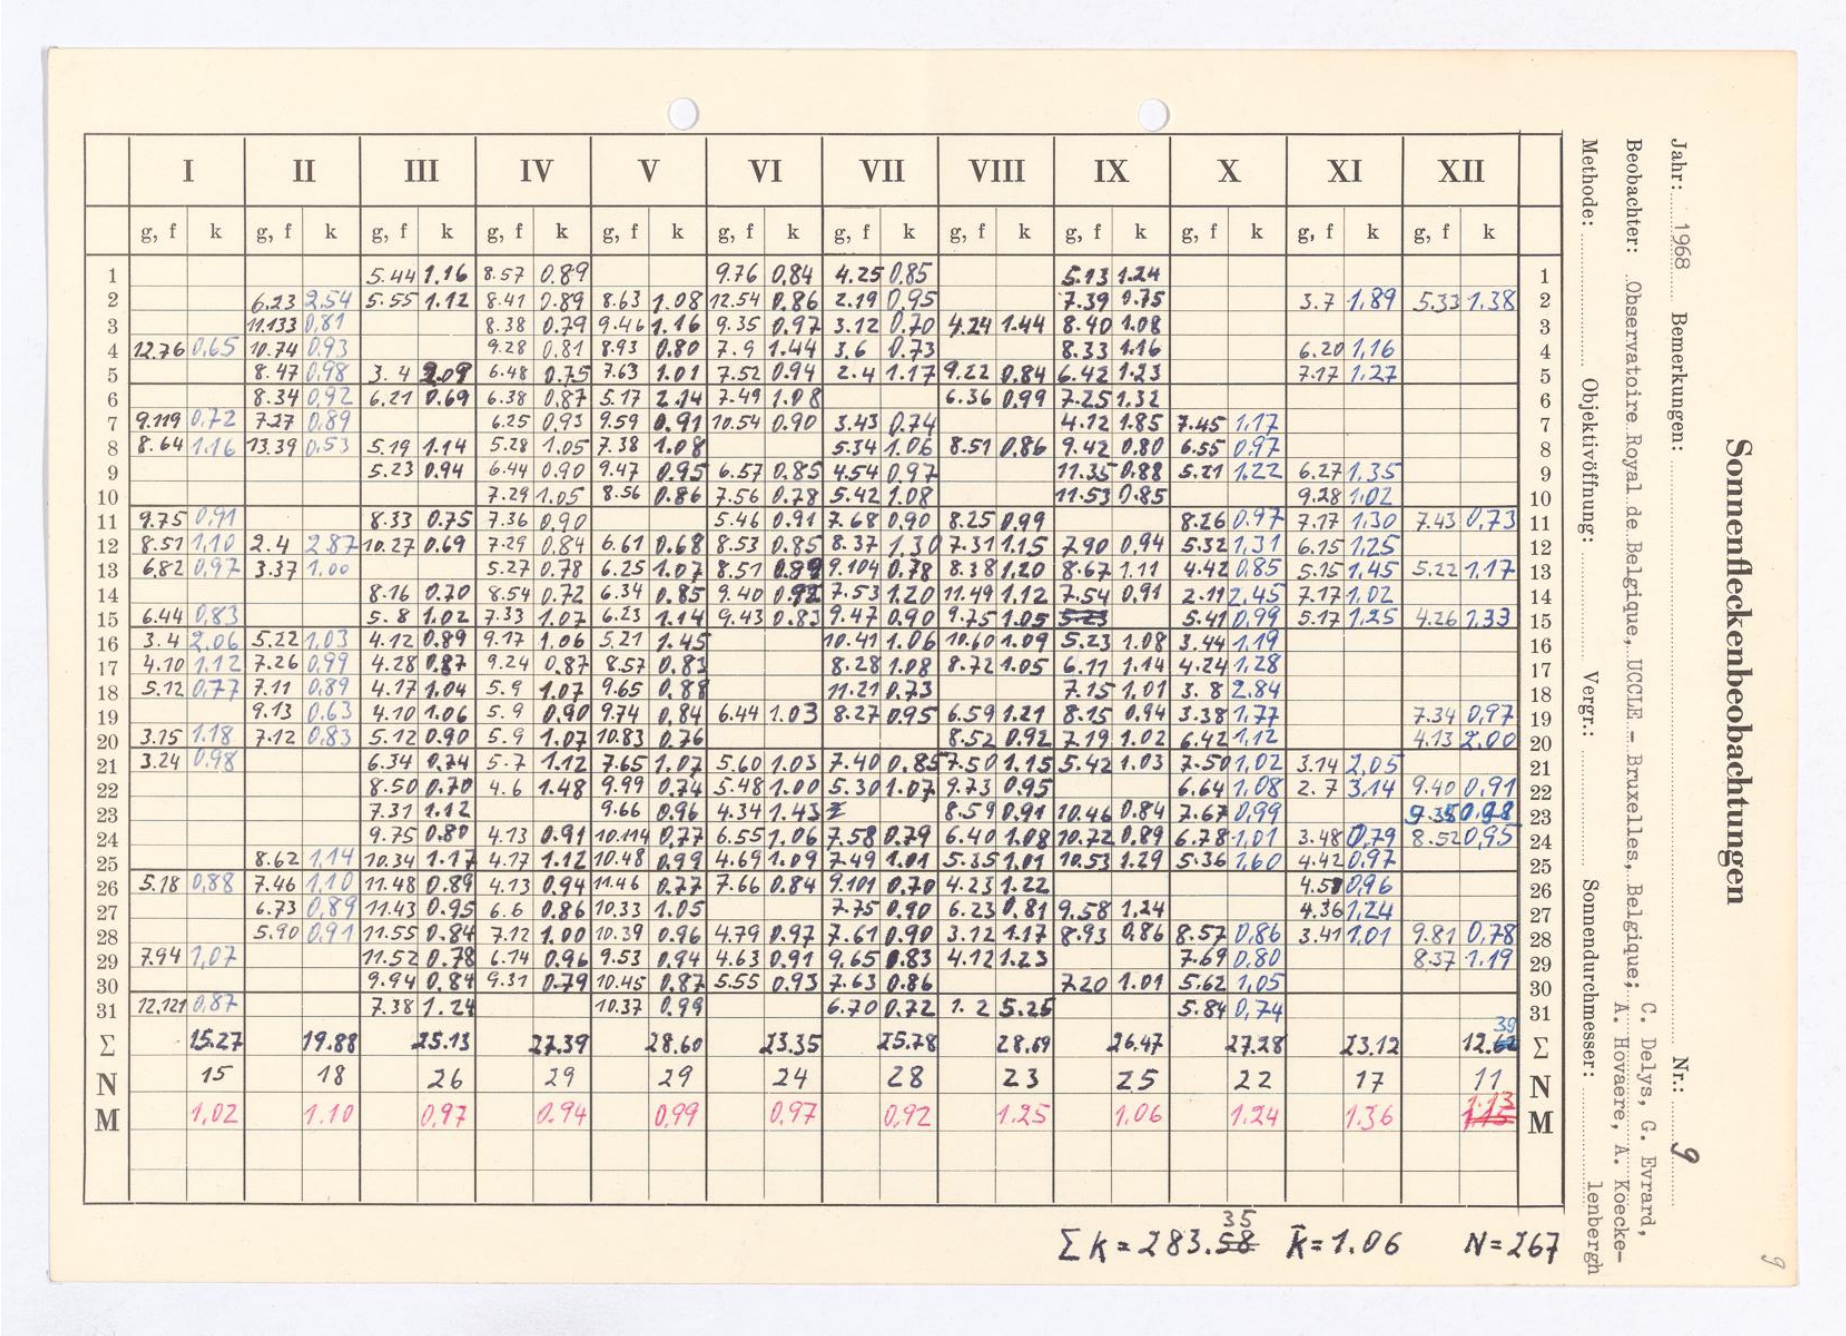 I II III IV V VI VII VIII IX X XI XII
g, f k g, f k g, f k g, f k g, f k g, f k g, f k g, f k g, f k g, f k g, f k g, f k
1 5.44 1.16 8.57 0.89 9.76 0.84 4.25 0,85 5.13 1.24 1
2 6.23 2.54 5.55 1.12 8.41 0.89 8.63 1.08 12.54 0.86 2.19 0,95 7.39 0.75 3.7 1,89 5.33 1.38 2
3 11.133 0,81 8.38 0.79 9.46 1.16 9.35 0.97 3.12 0.70 4.24 1.44 8.40 1.08 3
4 12.76 0,65 10.74 0.93 9.28 0.81 8.93 0.80 7.9 1.44 3.6 0.73 8.33 1.16 6.20 1,16 4
5 8.47 0,98 3.4 2.09 6.48 0.75 7.63 1.01 7.52 0.94 2.4 1.17 9.22 0.84 6.42 1.23 7.17 1,27 5
6 8.34 0,92 6.21 0.69 6.38 0.87 5.17 2.14 7.49 1.08 6.36 0.99 7.25 1.32 6
7 9.119 0,72 7.27 0,89 6.25 0,93 9.59 0.91 10.54 0.90 3.43 0.74 4.12 1.85 7.45 1,17 7
8 8.64 1,16 13.39 0,53 5.19 1.14 5.28 1.05 7.38 1.08 5.34 1.06 8.51 0.86 9.42 0.80 6.55 0,97 8
9 5.23 0.94 6.44 0.90 9.47 0.95 6.57 0.85 4.54 0.97 11.35 0.88 5.21 1.22 6.27 1,35 9
10 7.29 1.05 8.56 0.86 7.56 0.78 5.42 1.08 11.53 0.85 9.28 1,02 10
11 9.75 0,91 8.33 0.75 7.36 0,90 5.46 0.91 7.68 0,90 8.25 0,99 8.26 0.97 7.17 1,30 7.43 0,73 11
12 8.51 1,10 2.4 2.87 10.27 0.69 7.29 0.84 6.61 0.68 8.53 0.85 8.37 1.30 7.31 1.15 7.90 0,94 5.32 1,31 6.15 1.25 12
13 6,82 0,97 3.37 1.00 5.27 0.78 6.25 1.07 8.51 0.89 9.104 0.78 8.38 1.20 8.67 1.11 4.42 0,85 5.15 1,45 5.22 1.17 13
14 8.16 0.70 8.54 0.72 6.34 0.85 9.40 0.92 7.53 1.20 11.49 1.12 7.54 0,91 2.11 2,45 7.17 1.02 14
15 6.44 0,83 5.8 1.02 7.33 1.07 6.23 1.14 9.43 0.83 9.47 0.90 9.75 1.05 5.23 5.41 0,99 5.17 1.25 4.26 1,33 15
16 3.4 2,06 5.22 1,03 4.12 0.89 9.17 1.06 5.21 1.45 10.41 1.06 10.60 1.09 5.23 1.08 3.44 1,19 16
17 4.10 1,12 7.26 0,99 4.28 0.87 9.24 0.87 8.57 0.83 8.28 1.08 8.72 1.05 6.11 1.14 4.24 1,28 17
18 5.12 0,77 7.11 0,89 4.17 1.04 5.9 1.07 9.65 0.88 11.21 0.73 7.15 1.01 3.8 2.84 18
19 9.13 0.63 4.10 1.06 5.9 0,90 9.74 0,84 6.44 1.03 8.27 0.95 6.59 1.21 8.15 0.94 3.38 1,77 7.34 0,97 19
20 3.15 1.18 7.12 0,83 5.12 0.90 5.9 1.07 10.83 0.76 8.52 0.92 7.19 1.02 6.42 1,12 4.13 2,00 20
21 3.24 0,98 6.34 0,74 5.7 1.12 7.65 1.07 5.60 1.03 7.40 0,85 7.50 1.15 5.42 1.03 7.50 1,02 3.14 2,05 21
22 8.50 0.70 4.6 1.48 9.99 0.74 5.48 1.00 5.30 1.07 9.73 0.95 6.64 1,08 2.7 3.14 9.40 0,91 22
23 7.31 1.12 9.66 0.96 4.34 1.43 8.59 0.91 10.46 0.84 7.67 0,99 9.38 0.98 23
24 9.75 0.80 4.13 0.91 10.114 0,77 6.55 1.06 7.58 0.79 6.40 1.08 10.72 0.89 6.78 1,01 3.48 0,79 8.52 0,95 24
25 8.62 1,14 10.34 1.17 4.17 1.12 10.48 0,99 4.69 1.09 7.49 1.01 5.35 1.01 10.53 1.29 5.36 1,60 4.42 0,97 25
26 5.18 0,88 7.46 1,10 11.48 0.89 4.13 0.94 11.46 0.77 7.66 0.84 9.101 0.70 4.23 1.22 4.50 0,96 26
27 6.73 0,89 11.43 0.95 6.6 0.86 10.33 1.05 7.75 0,90 6.23 0.81 9.58 1,24 4.36 1,24 27
28 5.90 0,91 11.55 0.84 7.12 1.00 10.39 0.96 4.79 0.97 7.61 0.90 3.12 1.17 8.93 0,86 8.57 0,86 3.41 1,01 9.81 0,78 28
29 7.94 1,07 11.52 0.78 6.14 0.96 9.53 0.94 4.63 0.91 9,65 0.83 4.12 1.23 7.69 0,80 8.37 1.19 29
30 9.94 0,84 9.31 0.79 10.45 0.87 5.55 0.93 7.63 0.86 7.20 1.01 5.62 1,05 30
31 12.121 0,87 7.38 1.24 10.37 0.99 6.70 0.72 1.2 5.25 5.84 0,74 31
Σ 15.27 19.88 25.13 27.39 28.60 23.35 25.78 28.69 26.47 27.28 23.12 12.62 39 Σ
N 15 18 26 29 29 24 28 23 25 22 17 11 N
M 1,02 1.10 0,97 0.94 0,99 0,97 0,92 1.25 1,06 1.24 1.36 1.15 1.13 M
35
Σ k = 283.58 k̄ = 1.06 N = 267
Sonnenfleckenbeobachtungen
Jahr: 1968 Bemerkungen: Nr.: 9
Beobachter: Observatoire Royal de Belgique, UCCLE - Bruxelles, Belgique; C. Delys, G. Evrard,
A. Hovaere, A. Koecke-
lenbergh
Methode: Objektivöffnung: Vergr.: Sonnendurchmesser:
9